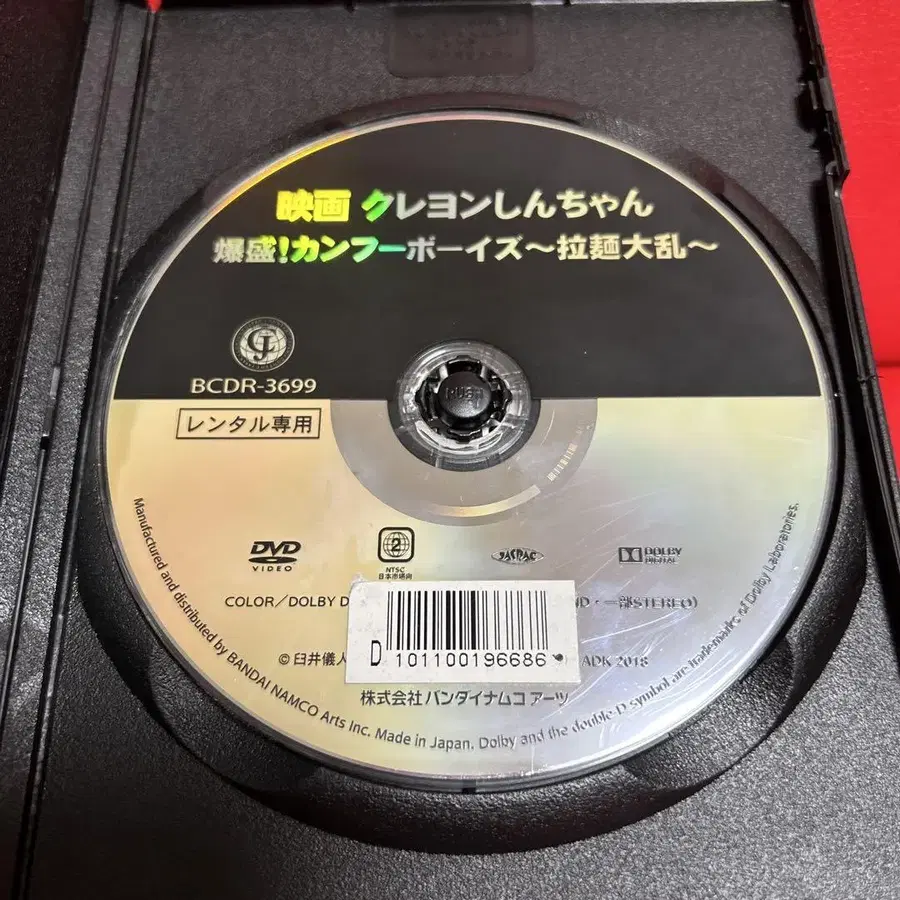 映画 クレヨンしんちゃん
爆盛!カンフーボーイズ～拉麺大乱～
BCDR-3699
レンタル専用
PUSH
DVD
VIDEO
2
NTSC
日本市場向
DOLBY
DIGITAL
COLOR／DOLBY D
ND・一部STEREO)
© 臼井儀人
ADK 2018
D 101100196686
株式会社 バンダイナムコ アーツ
Manufactured and distributed by BANDAI NAMCO Arts Inc. Made in Japan. Dolby and the double-D symbol are trademarks of Dolby Laboratories.